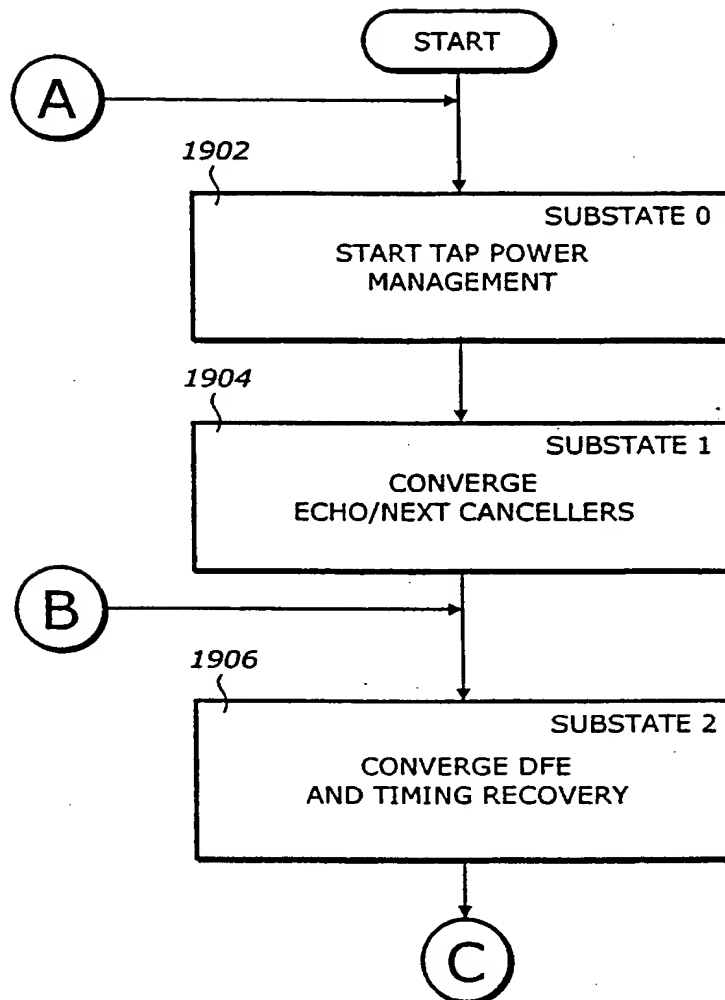 START
A
1902
SUBSTATE 0
START TAP POWER
MANAGEMENT
1904
SUBSTATE 1
CONVERGE
ECHO/NEXT CANCELLERS
B
1906
SUBSTATE 2
CONVERGE DFE
AND TIMING RECOVERY
C